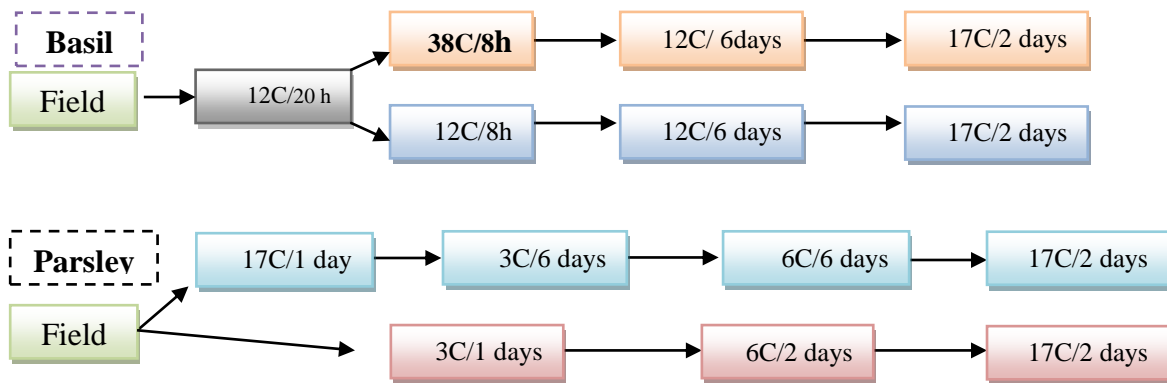 Basil
Field
12C/20 h
38C/8h
12C/ 6days
17C/2 days
12C/8h
12C/6 days
17C/2 days
Parsley
Field
17C/1 day
3C/6 days
6C/6 days
17C/2 days
3C/1 days
6C/2 days
17C/2 days